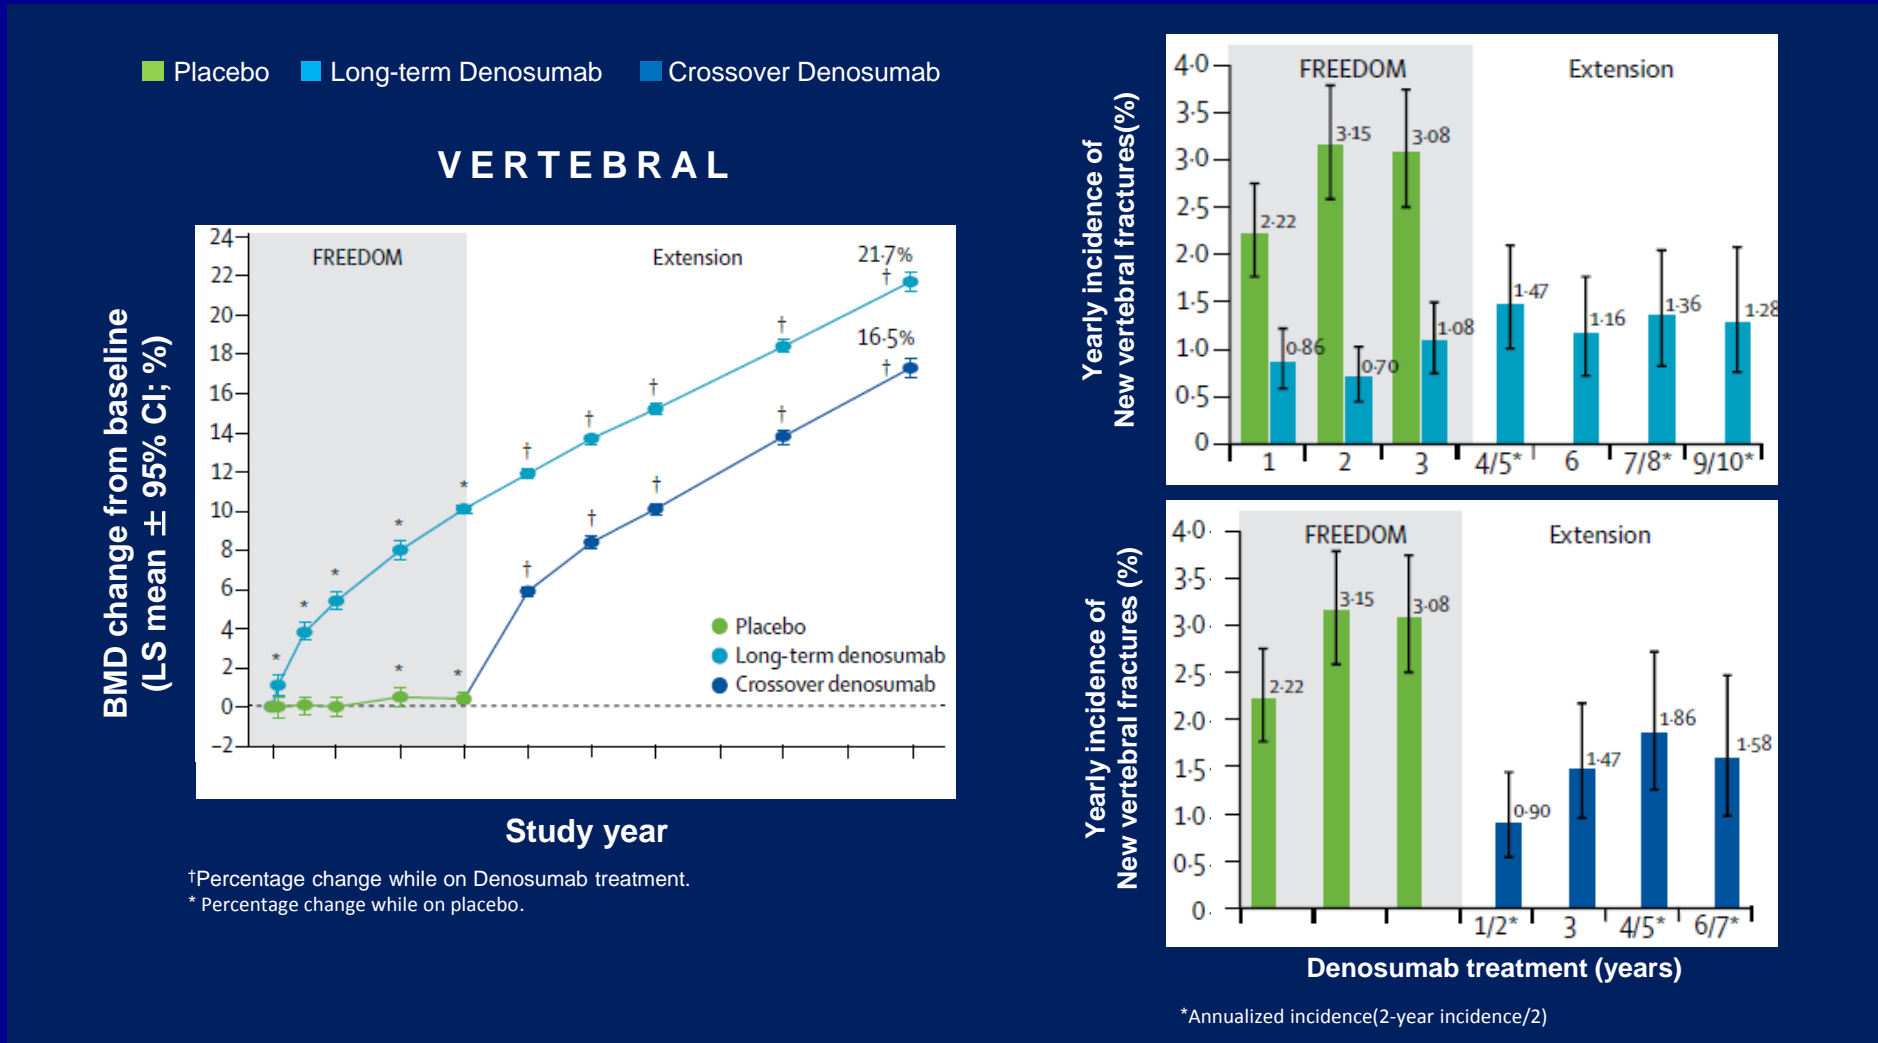 Placebo Long-term Denosumab Crossover Denosumab
VERTEBRAL
BMD change from baseline
(LS mean ± 95% CI; %)
24
22
20
18
16
14
12
10
8
6
4
2
0
–2
FREEDOM
Extension
21·7%
†
16·5%
†
†
†
†
†
†
†
†
†
*
*
*
*
*
*
*
Placebo
Long-term denosumab
Crossover denosumab
Study year
†Percentage change while on Denosumab treatment.
* Percentage change while on placebo.
Yearly incidence of
New vertebral fractures(%)
4·0
3·5
3·0
2·5
2·0
1·5
1·0
0·5
0
FREEDOM
Extension
2·22
0·86
3·15
0·70
3·08
1·08
1·47
1·16
1·36
1·28
1 2 3 4/5* 6 7/8* 9/10*
Yearly incidence of
New vertebral fractures (%)
4·0
3·5
3·0
2·5
2·0
1·5
1·0
0·5
0
FREEDOM
Extension
2·22
3·15
3·08
0·90
1·47
1·86
1·58
1/2* 3 4/5* 6/7*
Denosumab treatment (years)
*Annualized incidence(2-year incidence/2)